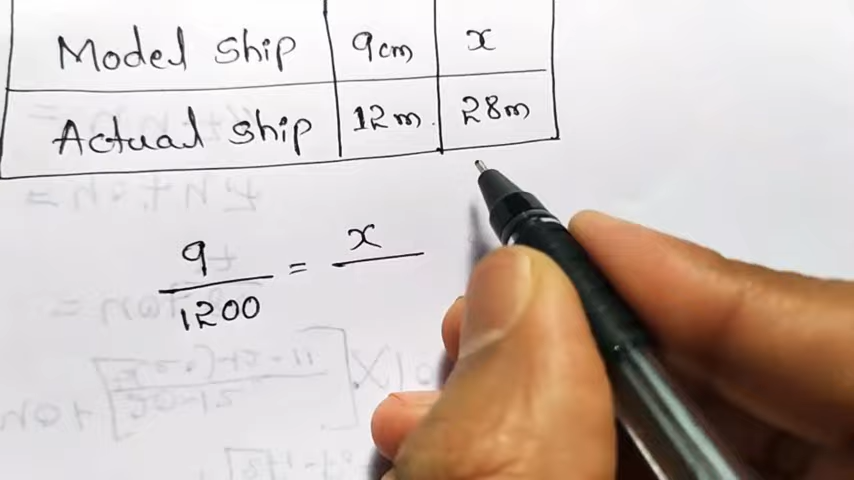 Model ship 9cm x
Actual ship 12m 28m
9/1200 = x/